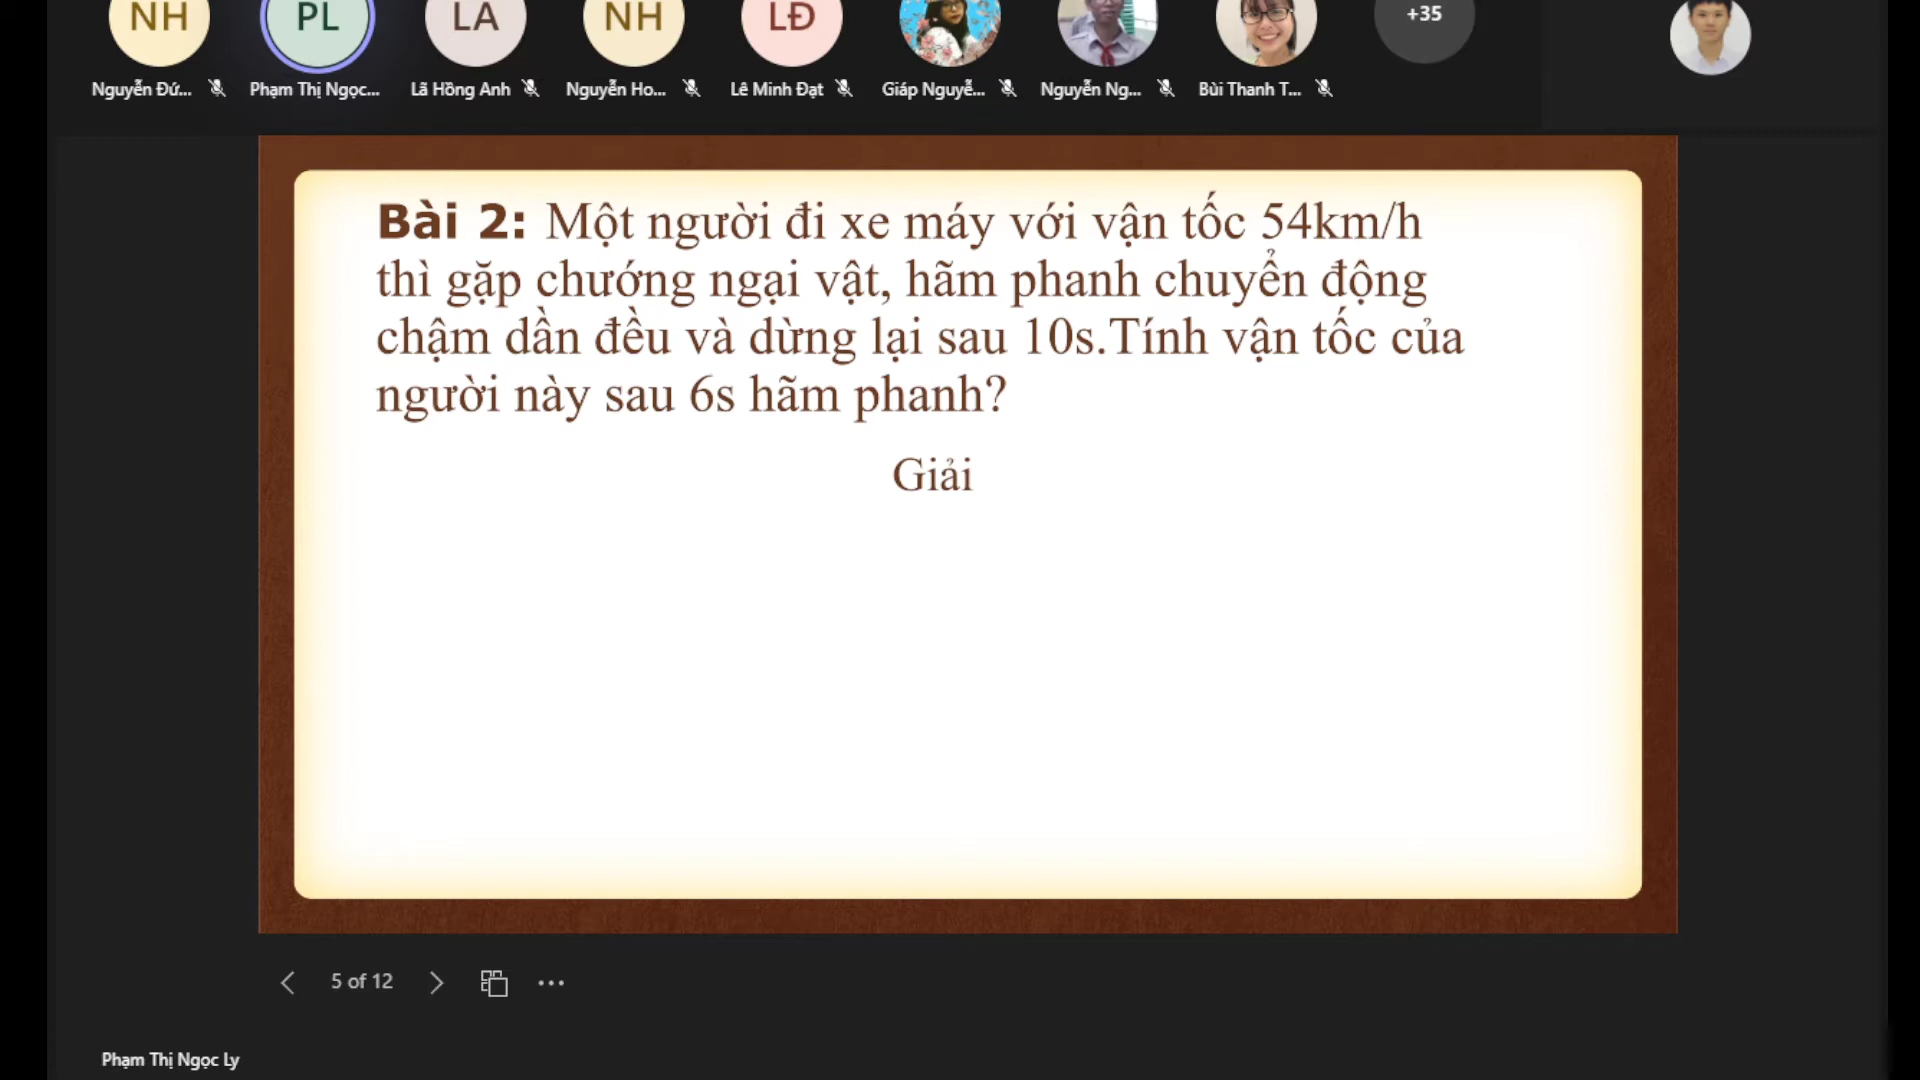 NH PL LA NH LĐ +35
Nguyễn Đứ... Phạm Thị Ngọc... Lã Hồng Anh Nguyễn Ho... Lê Minh Đạt Giáp Nguyễ... Nguyễn Ng... Bùi Thanh T...
Bài 2: Một người đi xe máy với vận tốc 54km/h
thì gặp chướng ngại vật, hãm phanh chuyển động
chậm dần đều và dừng lại sau 10s.Tính vận tốc của
người này sau 6s hãm phanh?
Giải
5 of 12
Phạm Thị Ngọc Ly